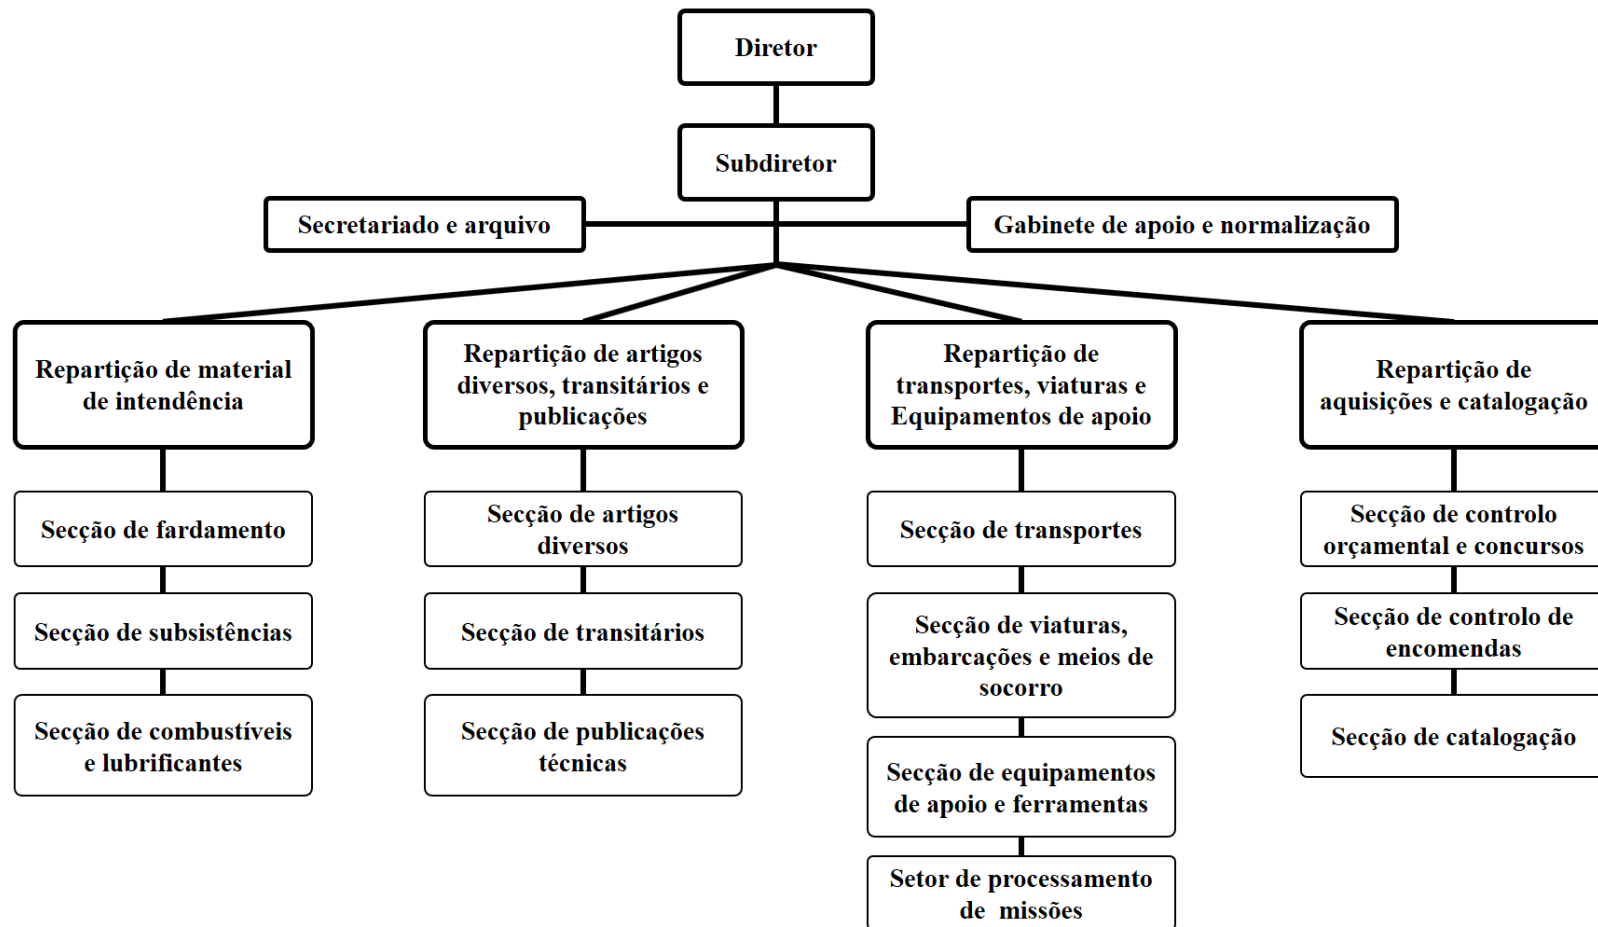 Diretor
Subdiretor
Secretariado e arquivo
Gabinete de apoio e normalização
Repartição de material
de intendência
Repartição de artigos
diversos, transitários e
publicações
Repartição de
transportes, viaturas e
Equipamentos de apoio
Repartição de
aquisições e catalogação
Secção de fardamento
Secção de subsistências
Secção de combustíveis
e lubrificantes
Secção de artigos
diversos
Secção de transitários
Secção de publicações
técnicas
Secção de transportes
Secção de viaturas,
embarcações e meios de
socorro
Secção de equipamentos
de apoio e ferramentas
Setor de processamento
de missões
Secção de controlo
orçamental e concursos
Secção de controlo de
encomendas
Secção de catalogação